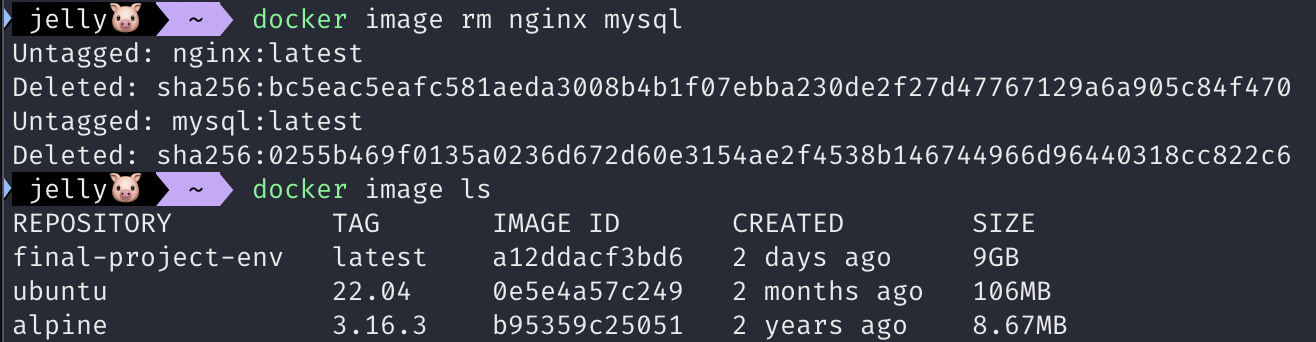 jelly🐷 ~ docker image rm nginx mysql
Untagged: nginx:latest
Deleted: sha256:bc5eac5eafc581aeda3008b4b1f07ebba230de2f27d47767129a6a905c84f470
Untagged: mysql:latest
Deleted: sha256:0255b469f0135a0236d672d60e3154ae2f4538b146744966d96440318cc822c6
jelly🐷 ~ docker image ls
REPOSITORY TAG IMAGE ID CREATED SIZE
final-project-env latest a12ddacf3bd6 2 days ago 9GB
ubuntu 22.04 0e5e4a57c249 2 months ago 106MB
alpine 3.16.3 b95359c25051 2 years ago 8.67MB